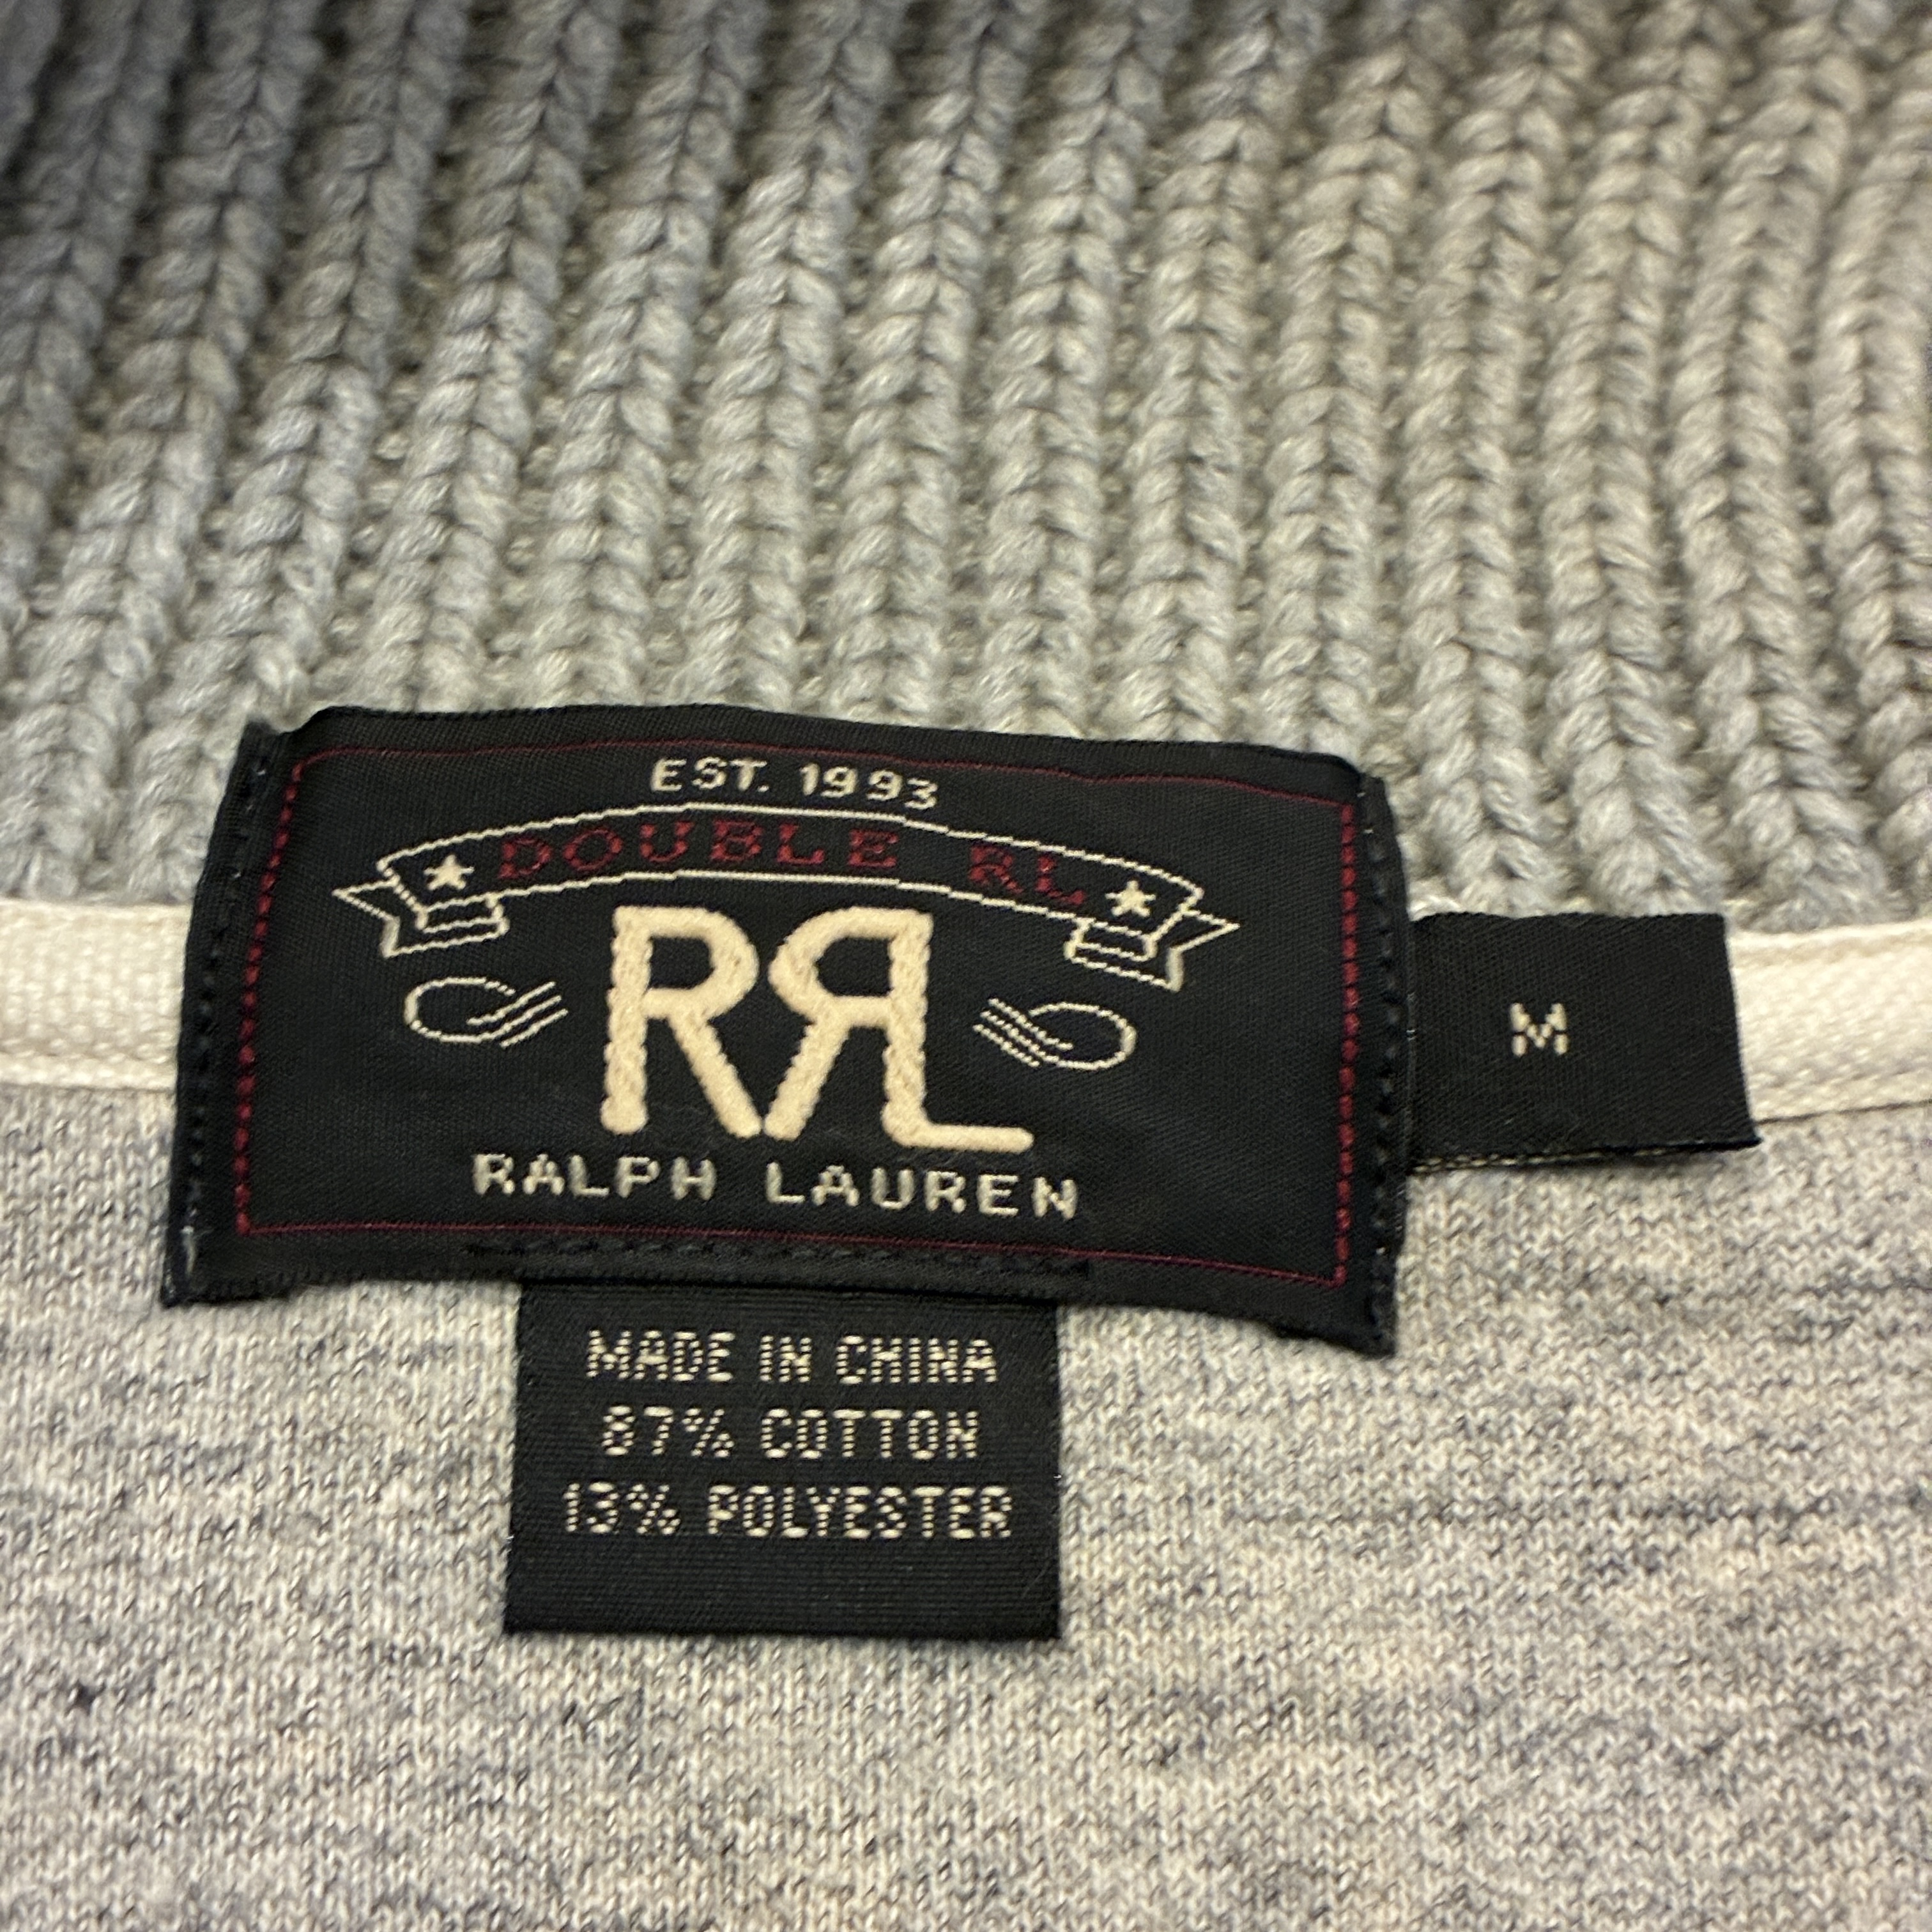 EST. 1993
DOUBLE RL
RRL
RALPH LAUREN
M
MADE IN CHINA
87% COTTON
13% POLYESTER